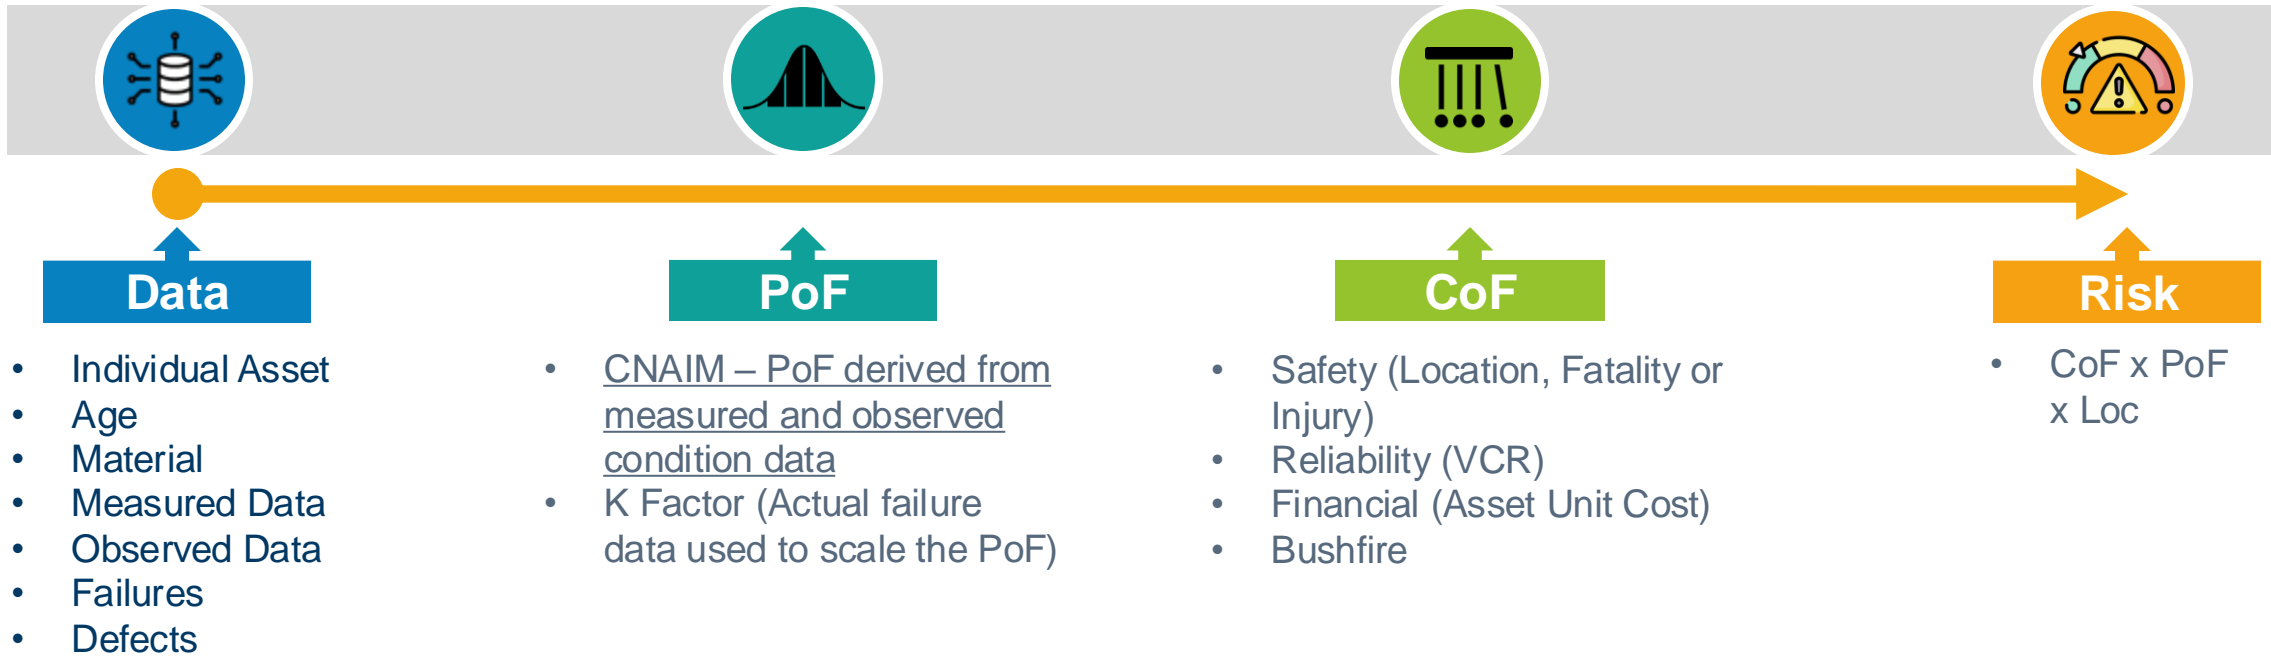 Data
• Individual Asset
• Age
• Material
• Measured Data
• Observed Data
• Failures
• Defects
PoF
• CNAIM – PoF derived from
measured and observed
condition data
• K Factor (Actual failure
data used to scale the PoF)
CoF
• Safety (Location, Fatality or
Injury)
• Reliability (VCR)
• Financial (Asset Unit Cost)
• Bushfire
Risk
• CoF x PoF
x Loc